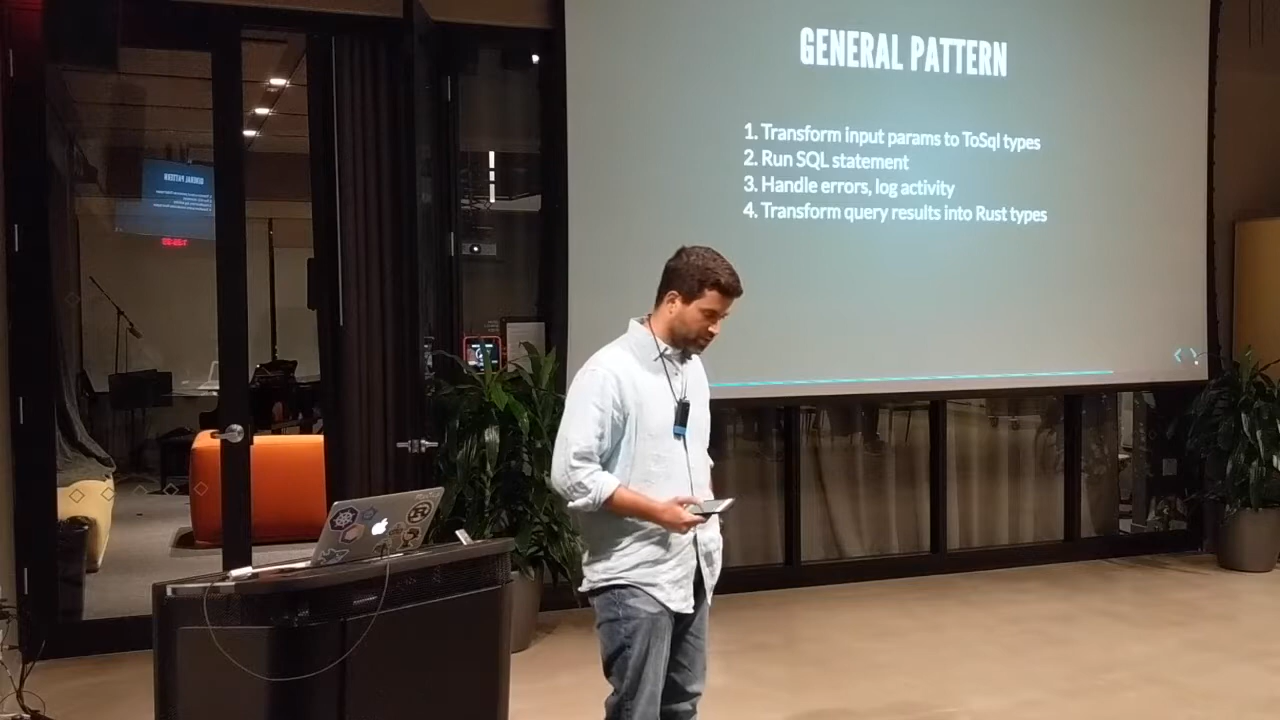 GENERAL PATTERN
1. Transform input params to ToSql types
2. Run SQL statement
3. Handle errors, log activity
4. Transform query results into Rust types